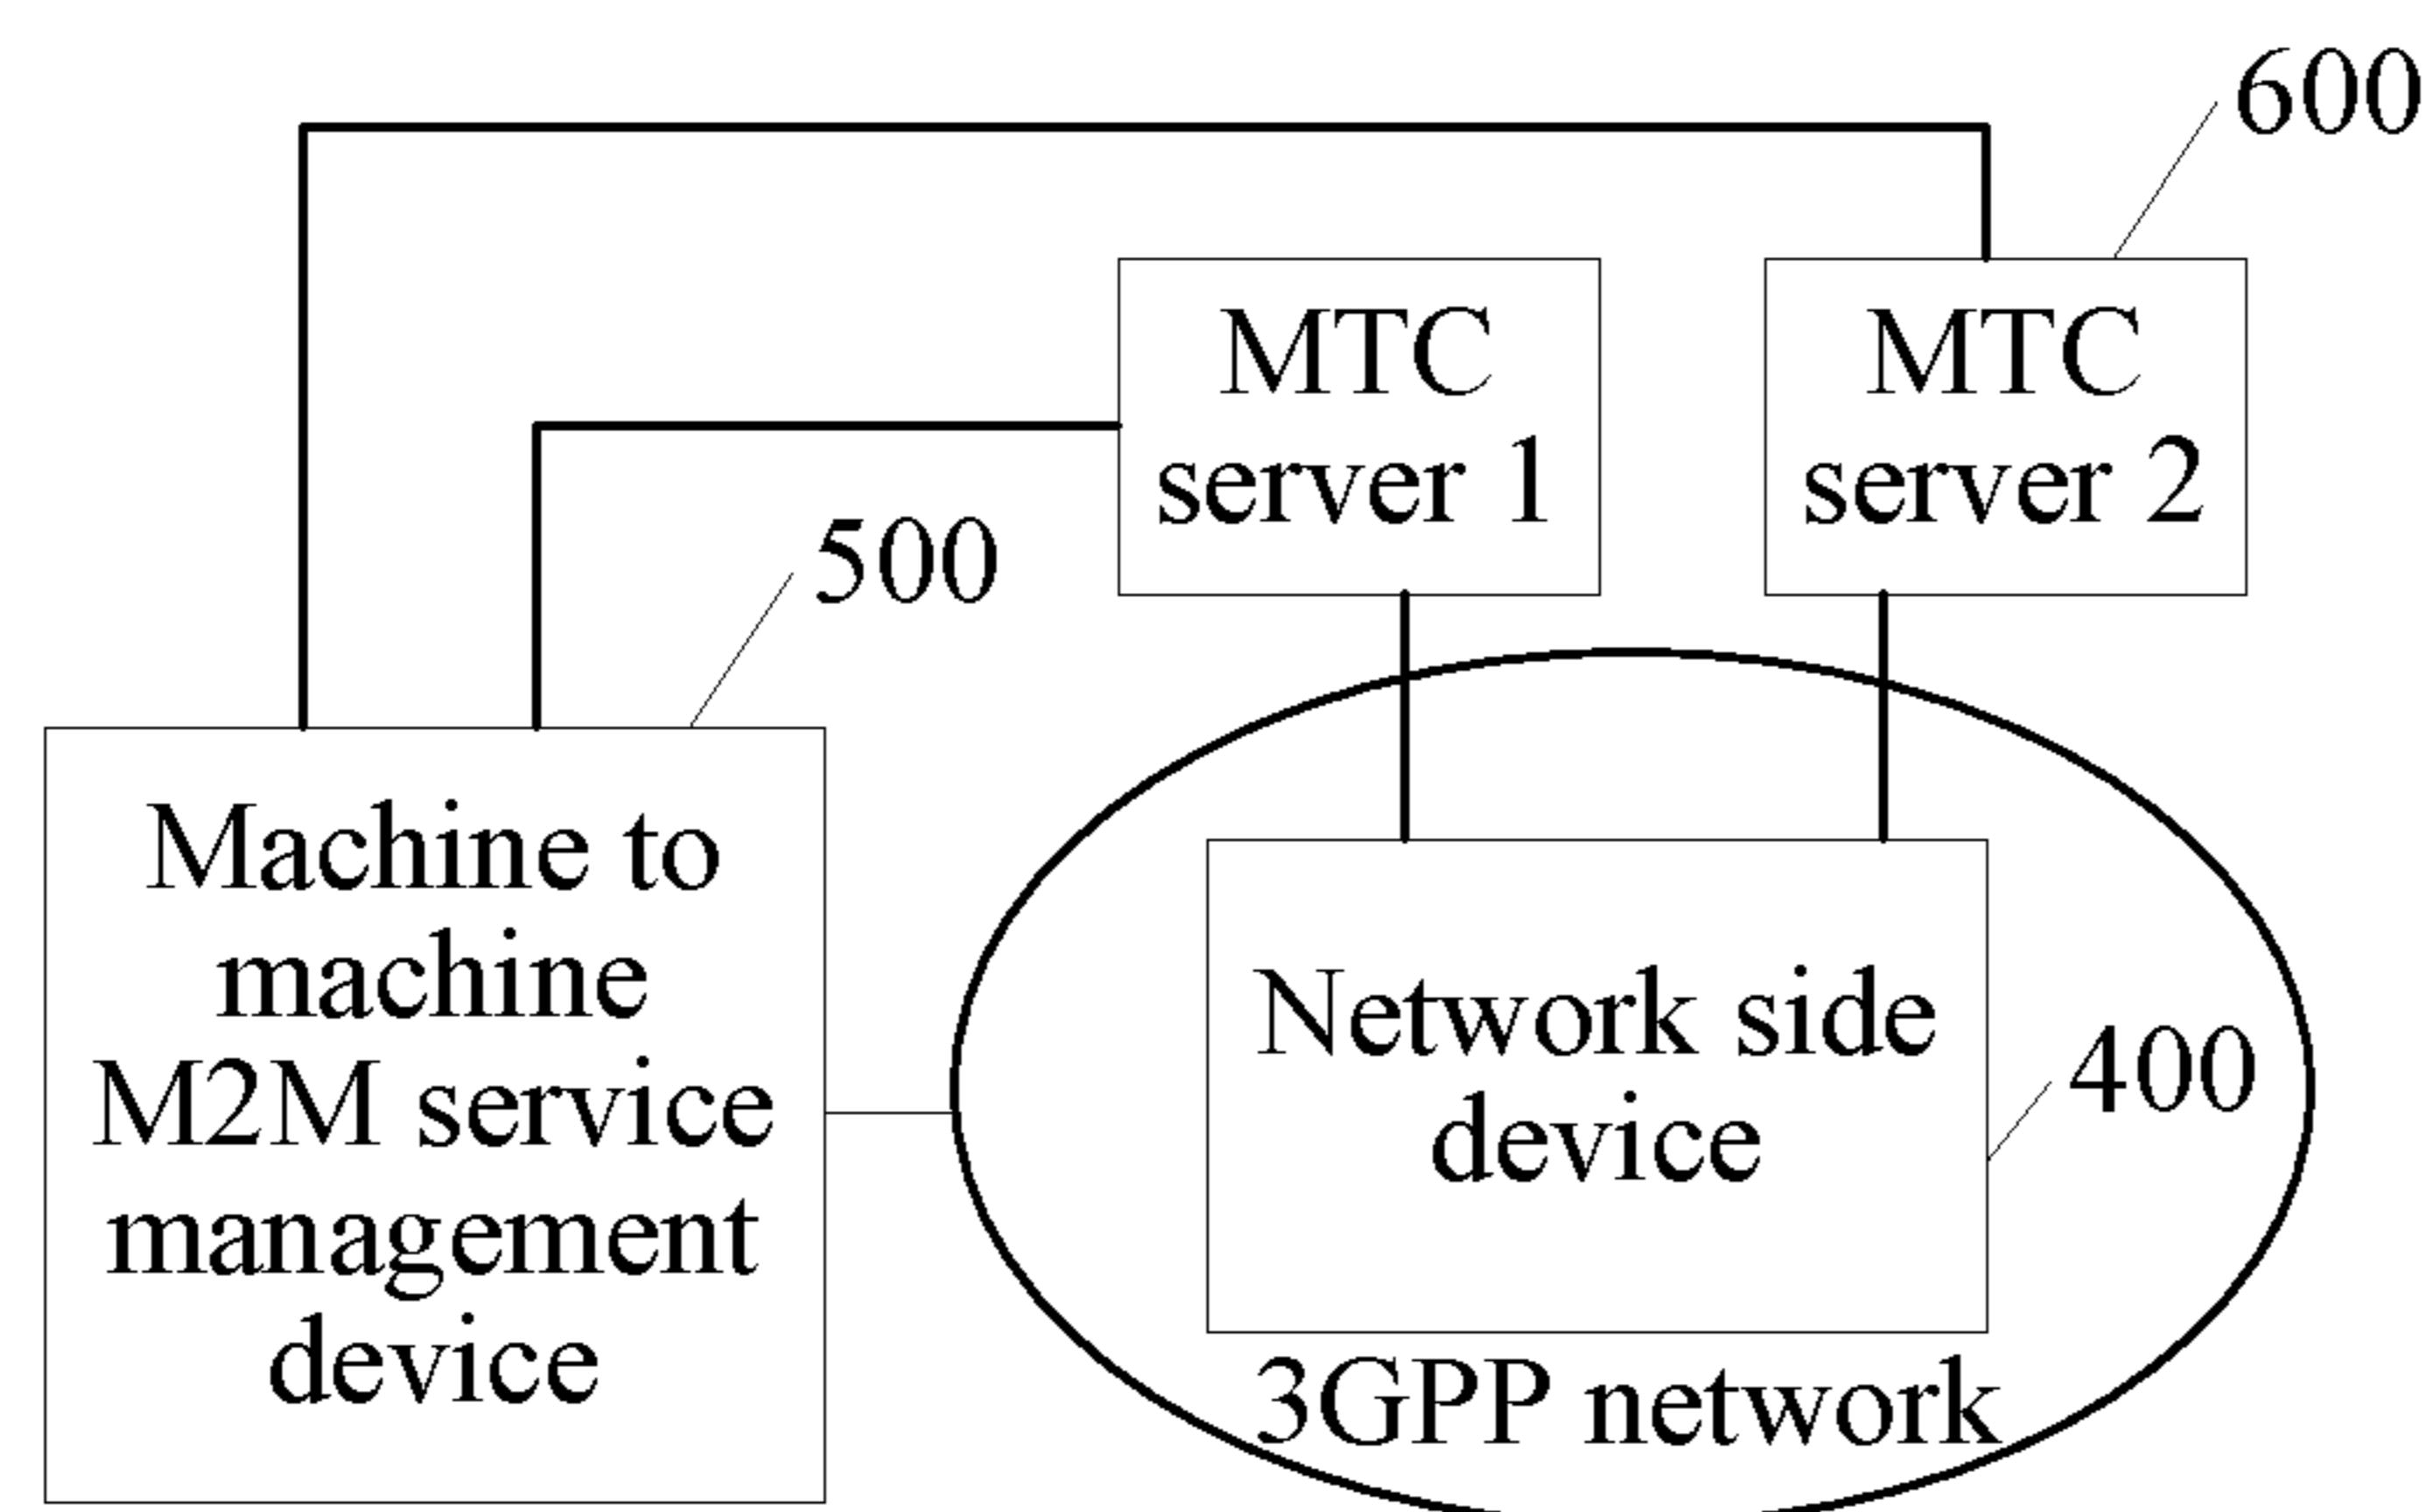 600
MTC
server 1
MTC
server 2
500
Machine to
machine
M2M service
management
device
Network side
device
400
3GPP network